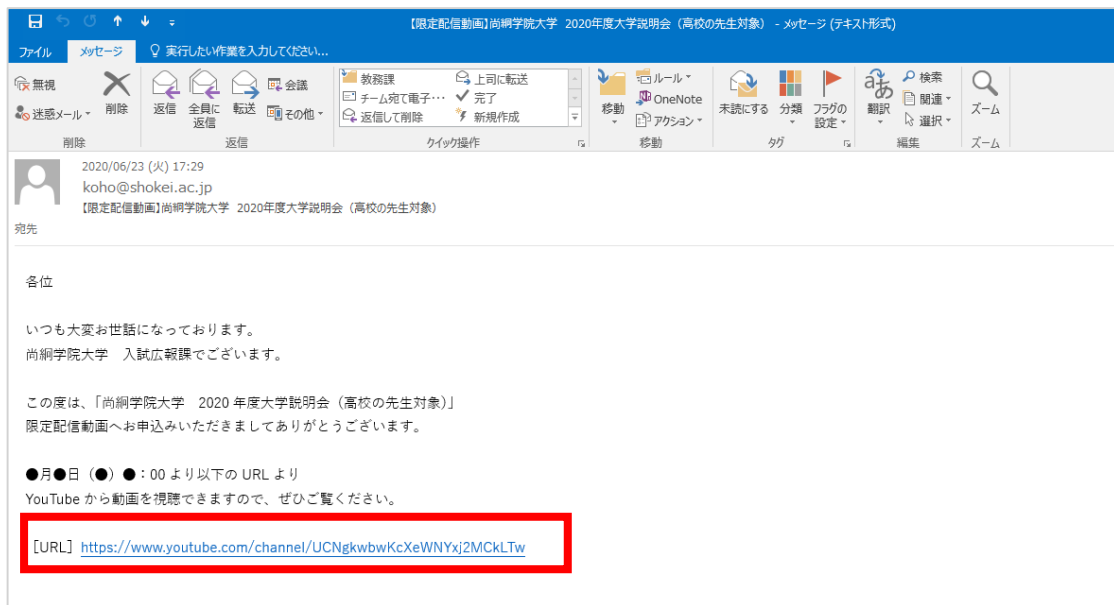 【限定配信動画】尚絅学院大学 2020年度大学説明会（高校の先生対象） - メッセージ (テキスト形式)
ファイル メッセージ 実行したい作業を入力してください...
無視
迷惑メール
削除
返信
全員に返信
転送
会議
その他
教務課
チーム宛て電子…
返信して削除
上司に転送
完了
新規作成
移動
ルール
OneNote
アクション
未読にする
分類
フラグの設定
翻訳
検索
関連
選択
ズーム
削除 返信 クイック操作 移動 タグ 編集 ズーム
2020/06/23 (火) 17:29
koho@shokei.ac.jp
【限定配信動画】尚絅学院大学 2020年度大学説明会（高校の先生対象）
宛先
各位
いつも大変お世話になっております。
尚絅学院大学　入試広報課でございます。
この度は、「尚絅学院大学　2020 年度大学説明会（高校の先生対象）」
限定配信動画へお申込みいただきましてありがとうございます。
●月●日（●）●：00 より以下の URL より
YouTube から動画を視聴できますので、ぜひご覧ください。
［URL］https://www.youtube.com/channel/UCNgkwbwKcXeWNYxj2MCkLTw